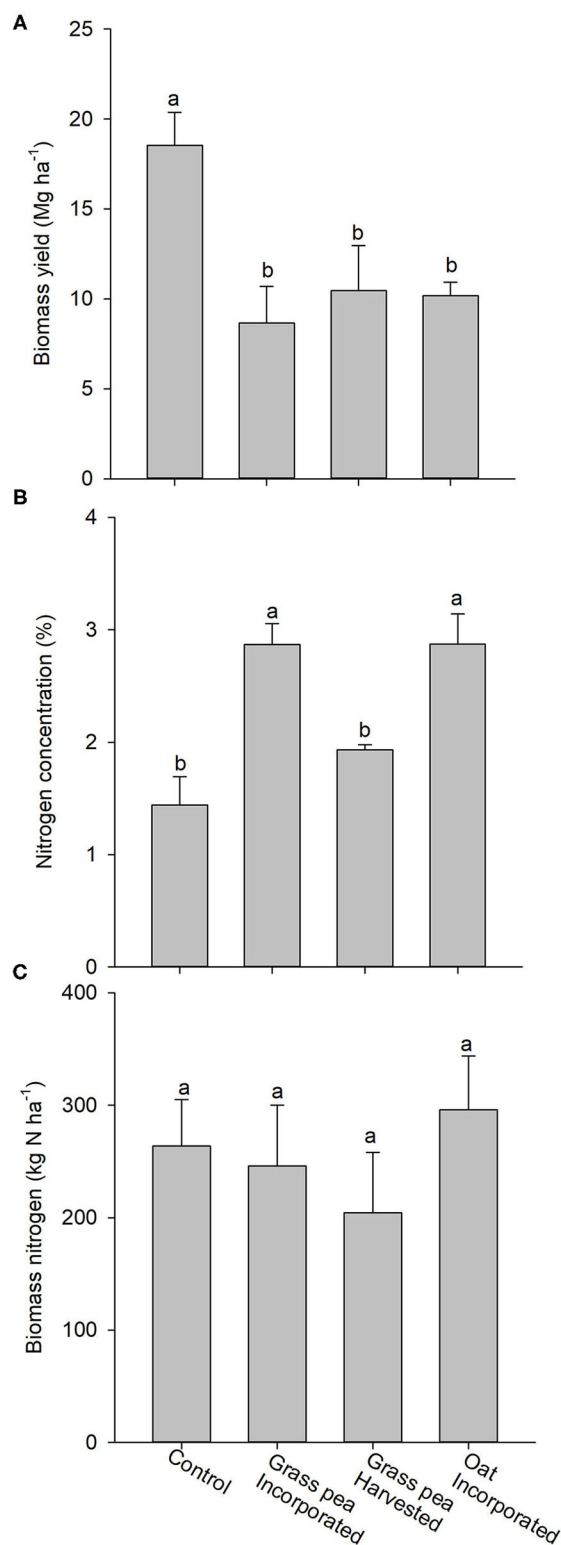 A
Biomass yield (Mg ha⁻¹)
25
20
15
10
5
0
a
b
b
b
B
Nitrogen concentration (%)
4
3
2
1
0
b
a
b
a
C
Biomass nitrogen (kg N ha⁻¹)
400
300
200
100
0
a
a
a
a
Control
Grass pea
Incorporated
Grass pea
Harvested
Oat
Incorporated